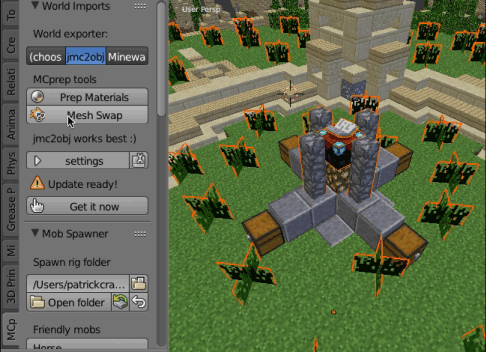 World Imports
World exporter:
(choos jmc2obj Minewa
MCprep tools
Prep Materials
Mesh Swap
jmc2obj works best :)
settings
Update ready!
Get it now
Mob Spawner
Spawn rig folder
/Users/patrickcra...
Open folder
Friendly mobs
Horse
To
Cre
Relati
Anima
Phys
Grease P
Mi
3D Prin
MCp
User Persp